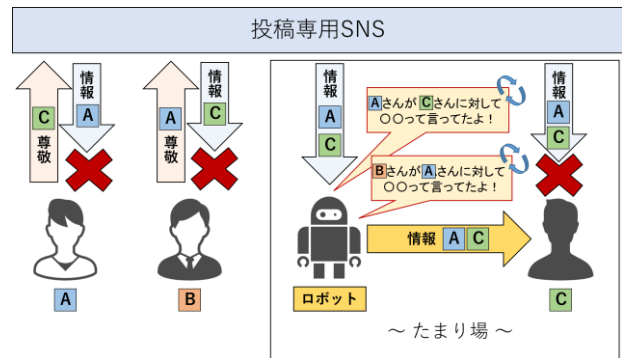 投稿専用SNS
C 尊敬
情報 A
A 尊敬
情報 C
情報 A C
情報 A C
AさんがCさんに対して
〇〇って言ってたよ!
BさんがAさんに対して
〇〇って言ってたよ!
情報 A C
A
B
ロボット
C
~ たまり場 ~